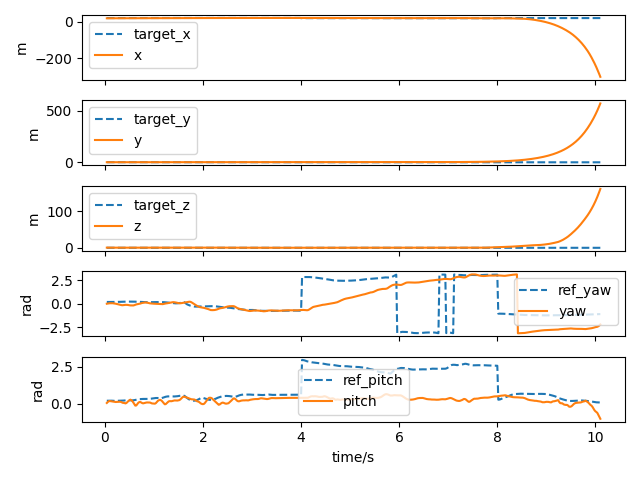 0
−200
m
target_x
x
500
0
m
target_y
y
100
0
m
target_z
z
2.5
0.0
−2.5
rad
ref_yaw
yaw
2.5
0.0
rad
ref_pitch
pitch
0 2 4 6 8 10
time/s